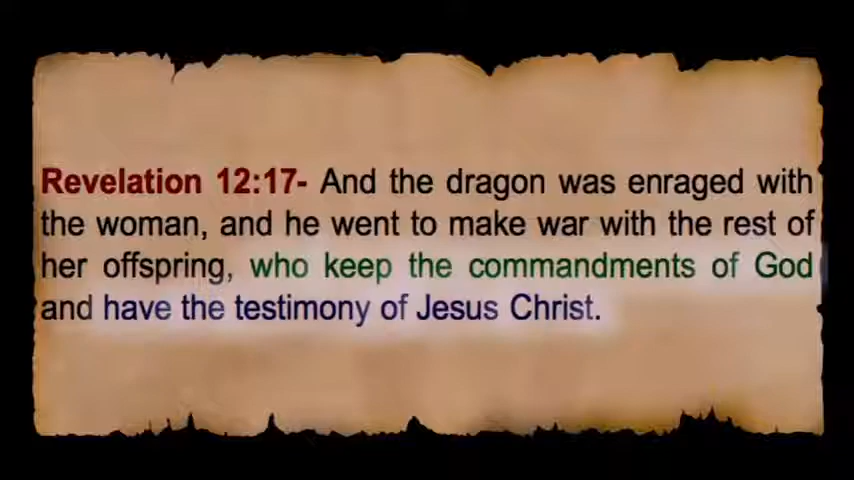 Revelation 12:17- And the dragon was enraged with
the woman, and he went to make war with the rest of
her offspring, who keep the commandments of God
and have the testimony of Jesus Christ.